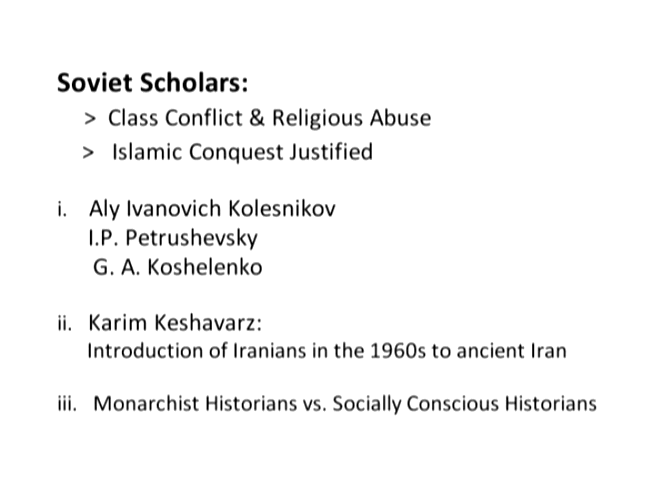 Soviet Scholars:
> Class Conflict & Religious Abuse
> Islamic Conquest Justified
i. Aly Ivanovich Kolesnikov
I.P. Petrushevsky
G. A. Koshelenko
ii. Karim Keshavarz:
Introduction of Iranians in the 1960s to ancient Iran
iii. Monarchist Historians vs. Socially Conscious Historians